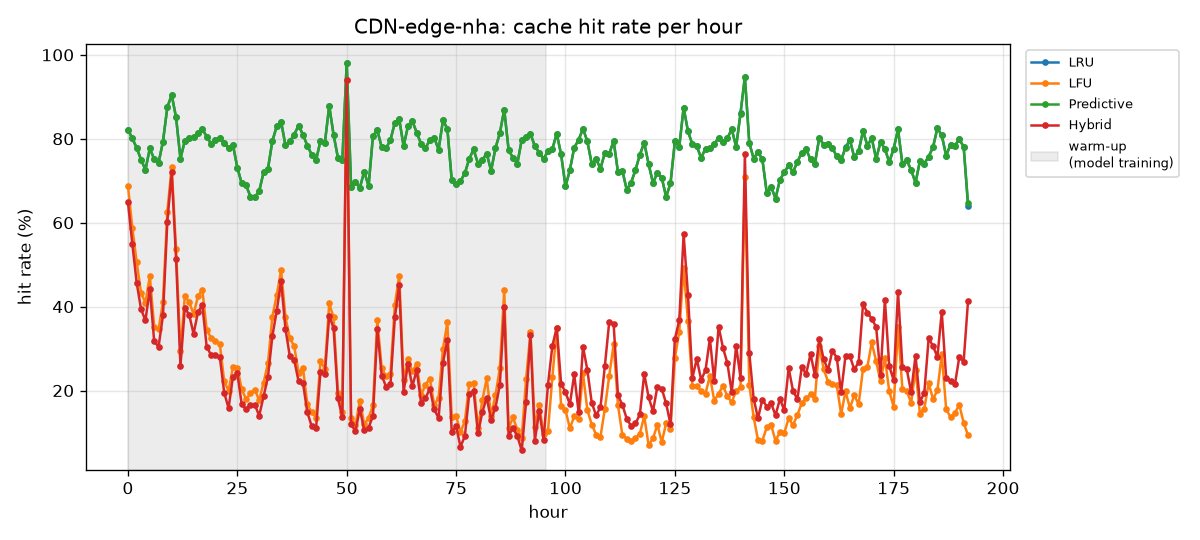 CDN-edge-nha: cache hit rate per hour
100
80
60
40
20
hit rate (%)
0
25
50
75
100
125
150
175
200
hour
LRU
LFU
Predictive
Hybrid
warm-up
(model training)